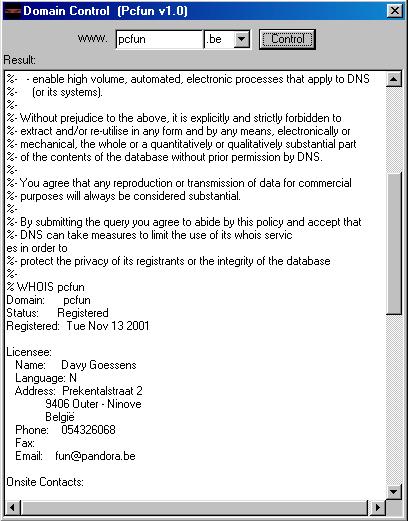 Domain Control (Pcfun v1.0)
www. pcfun .be Control
Result:
%- - enable high volume, automated, electronic processes that apply to DNS
%- (or its systems).
%-
%- Without prejudice to the above, it is explicitly and strictly forbidden to
%- extract and/or re-utilise in any form and by any means, electronically or
%- mechanical, the whole or a quantitatively or qualitatively substantial part
%- of the contents of the database without prior permission by DNS.
%-
%- You agree that any reproduction or transmission of data for commercial
%- purposes will always be considered substantial.
%-
%- By submitting the query you agree to abide by this policy and accept that
%- DNS can take measures to limit the use of its whois servic
es in order to
%- protect the privacy of its registrants or the integrity of the database
%-
% WHOIS pcfun
Domain: pcfun
Status: Registered
Registered: Tue Nov 13 2001
Licensee:
Name: Davy Goessens
Language: N
Address: Prekentalstraat 2
9406 Outer - Ninove
België
Phone: 054326068
Fax:
Email: fun@pandora.be
Onsite Contacts: